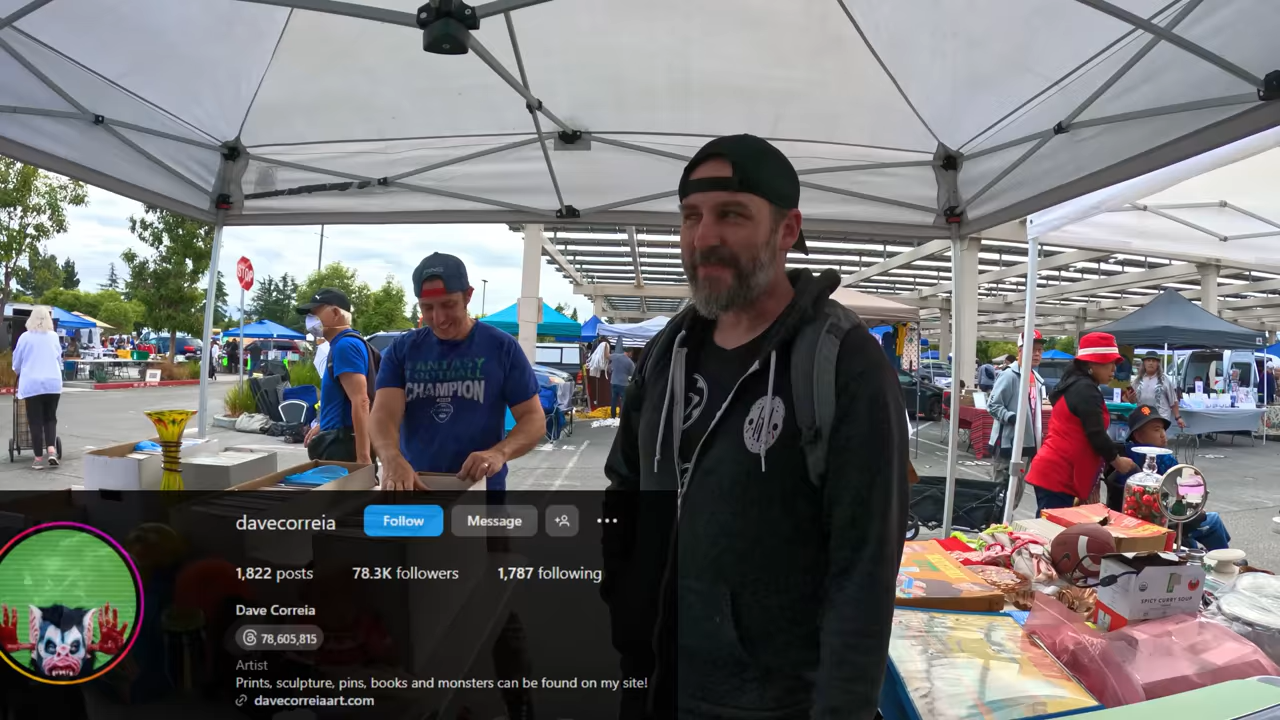 STOP
FANTASY
FOOTBALL
CHAMPION
SPICY CURRY SOUP
davecorreia
Follow
Message
1,822 posts
78.3K followers
1,787 following
Dave Correia
78,605,815
Artist
Prints, sculpture, pins, books and monsters can be found on my site!
davecorreiaart.com